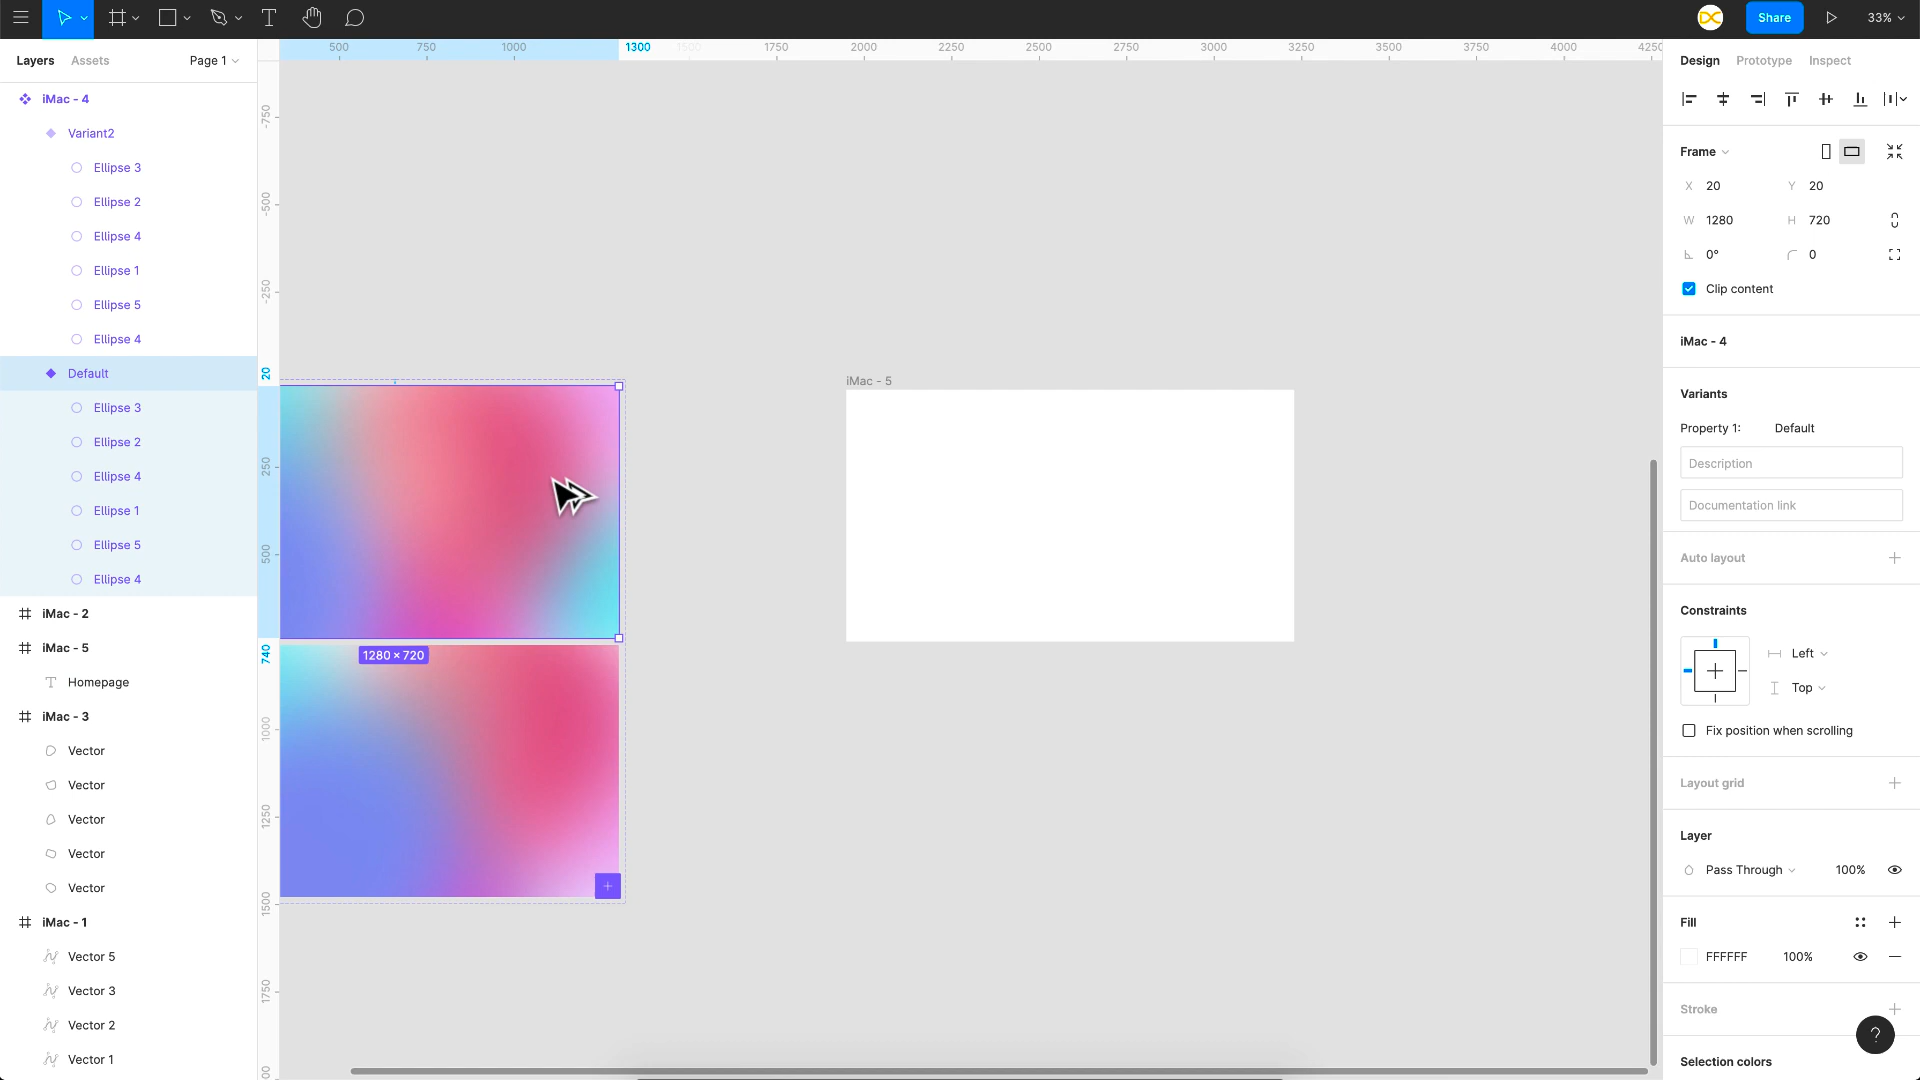 Share
33%
Layers
Assets
Page 1
iMac - 4
Variant2
Ellipse 3
Ellipse 2
Ellipse 4
Ellipse 1
Ellipse 5
Ellipse 4
Default
Ellipse 3
Ellipse 2
Ellipse 4
Ellipse 1
Ellipse 5
Ellipse 4
iMac - 2
iMac - 5
Homepage
iMac - 3
Vector
Vector
Vector
Vector
Vector
iMac - 1
Vector 5
Vector 3
Vector 2
Vector 1
500 750 1000 1300 1500 1750 2000 2250 2500 2750 3000 3250 3500 3750 4000 4250
-750
-500
-250
20
250
500
740
1000
1250
1500
1750
iMac - 5
1280 × 720
Design
Prototype
Inspect
Frame
X 20
Y 20
W 1280
H 720
0°
0
Clip content
iMac - 4
Variants
Property 1: Default
Description
Documentation link
Auto layout
Constraints
Left
Top
Fix position when scrolling
Layout grid
Layer
Pass Through 100%
Fill
FFFFFF 100%
Stroke
?
Selection colors